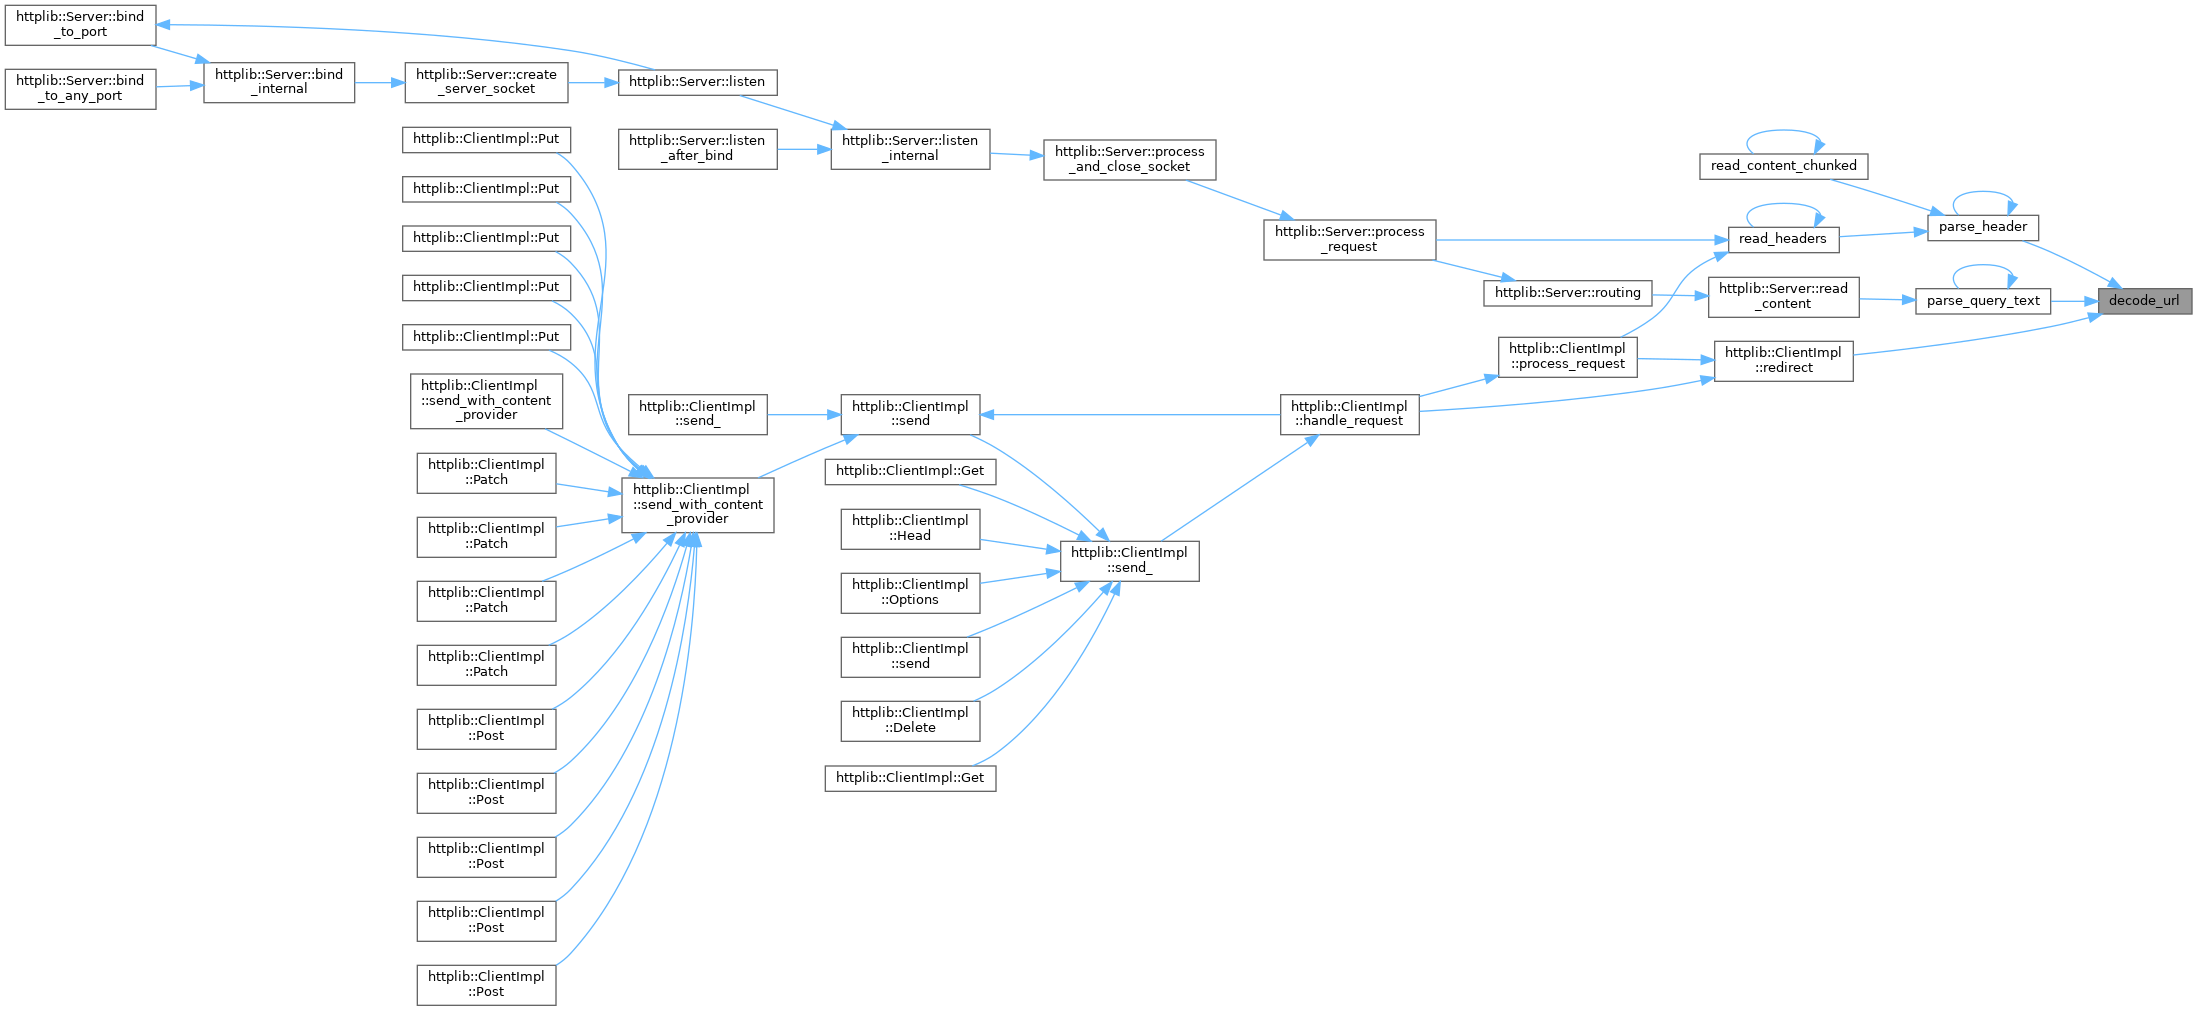 httplib::Server::bind
_to_port
httplib::Server::bind
_to_any_port
httplib::Server::bind
_internal
httplib::Server::create
_server_socket
httplib::Server::listen
httplib::Server::listen
_after_bind
httplib::Server::listen
_internal
httplib::Server::process
_and_close_socket
httplib::Server::process
_request
httplib::Server::routing
httplib::Server::read
_content
read_content_chunked
read_headers
parse_header
parse_query_text
decode_url
httplib::ClientImpl
::redirect
httplib::ClientImpl
::process_request
httplib::ClientImpl
::handle_request
httplib::ClientImpl
::send
httplib::ClientImpl
::send_
httplib::ClientImpl::Get
httplib::ClientImpl
::Head
httplib::ClientImpl
::Options
httplib::ClientImpl
::send
httplib::ClientImpl
::Delete
httplib::ClientImpl::Get
httplib::ClientImpl
::send_
httplib::ClientImpl
::send_with_content
_provider
httplib::ClientImpl::Put
httplib::ClientImpl::Put
httplib::ClientImpl::Put
httplib::ClientImpl::Put
httplib::ClientImpl::Put
httplib::ClientImpl
::send_with_content
_provider
httplib::ClientImpl
::Patch
httplib::ClientImpl
::Patch
httplib::ClientImpl
::Patch
httplib::ClientImpl
::Patch
httplib::ClientImpl
::Post
httplib::ClientImpl
::Post
httplib::ClientImpl
::Post
httplib::ClientImpl
::Post
httplib::ClientImpl
::Post